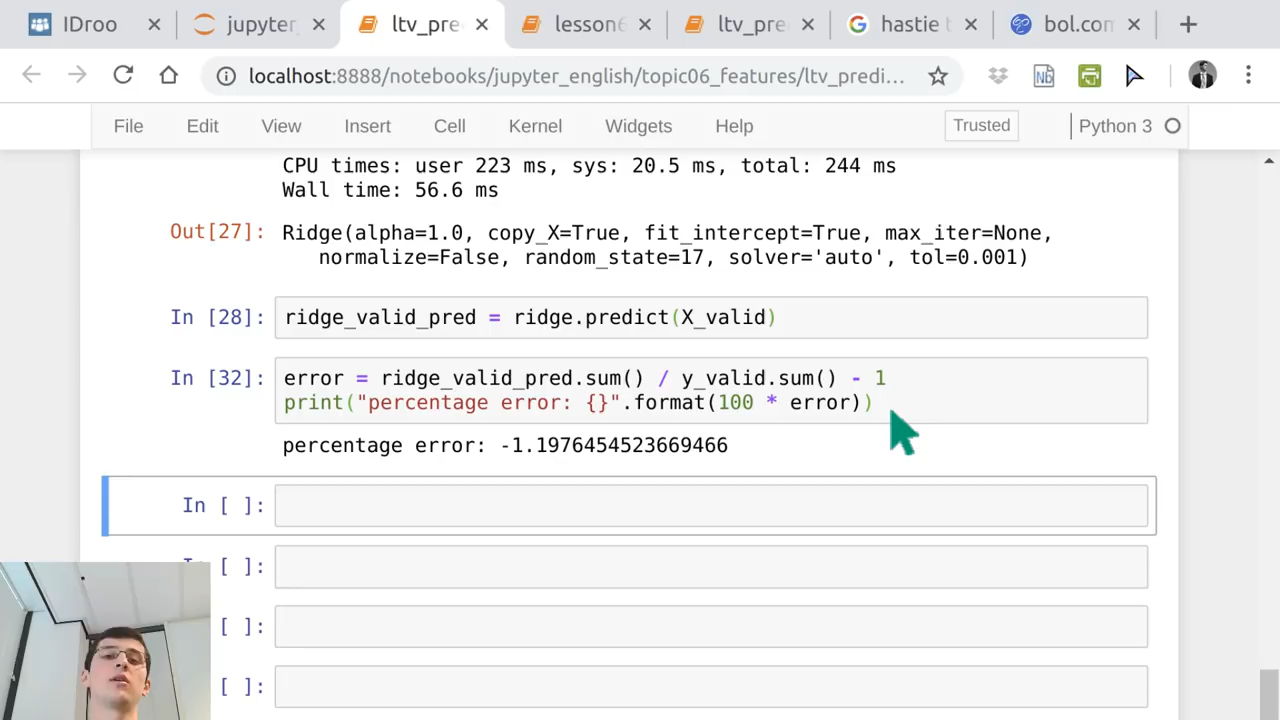 IDroo
jupyter_
ltv_pre
lesson6
ltv_pre
hastie t
bol.com
localhost:8888/notebooks/jupyter_english/topic06_features/ltv_predi...
File Edit View Insert Cell Kernel Widgets Help Trusted Python 3
CPU times: user 223 ms, sys: 20.5 ms, total: 244 ms
Wall time: 56.6 ms
Out[27]: Ridge(alpha=1.0, copy_X=True, fit_intercept=True, max_iter=None,
normalize=False, random_state=17, solver='auto', tol=0.001)
In [28]: ridge_valid_pred = ridge.predict(X_valid)
In [32]: error = ridge_valid_pred.sum() / y_valid.sum() - 1
print("percentage error: {}".format(100 * error))
percentage error: -1.1976454523669466
In [ ]:
In [ ]:
[ ]:
[ ]: